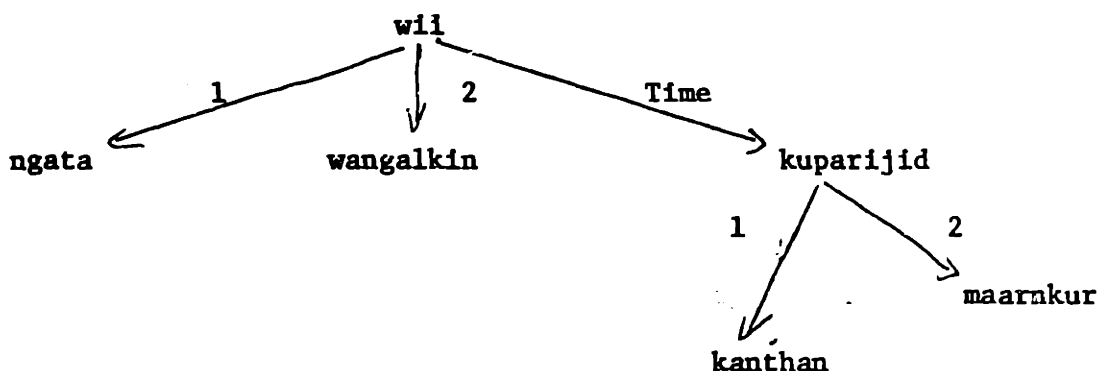 wii
1 2 Time
ngata wangalkin kuparijid
1 2
maarnkur
kanthan